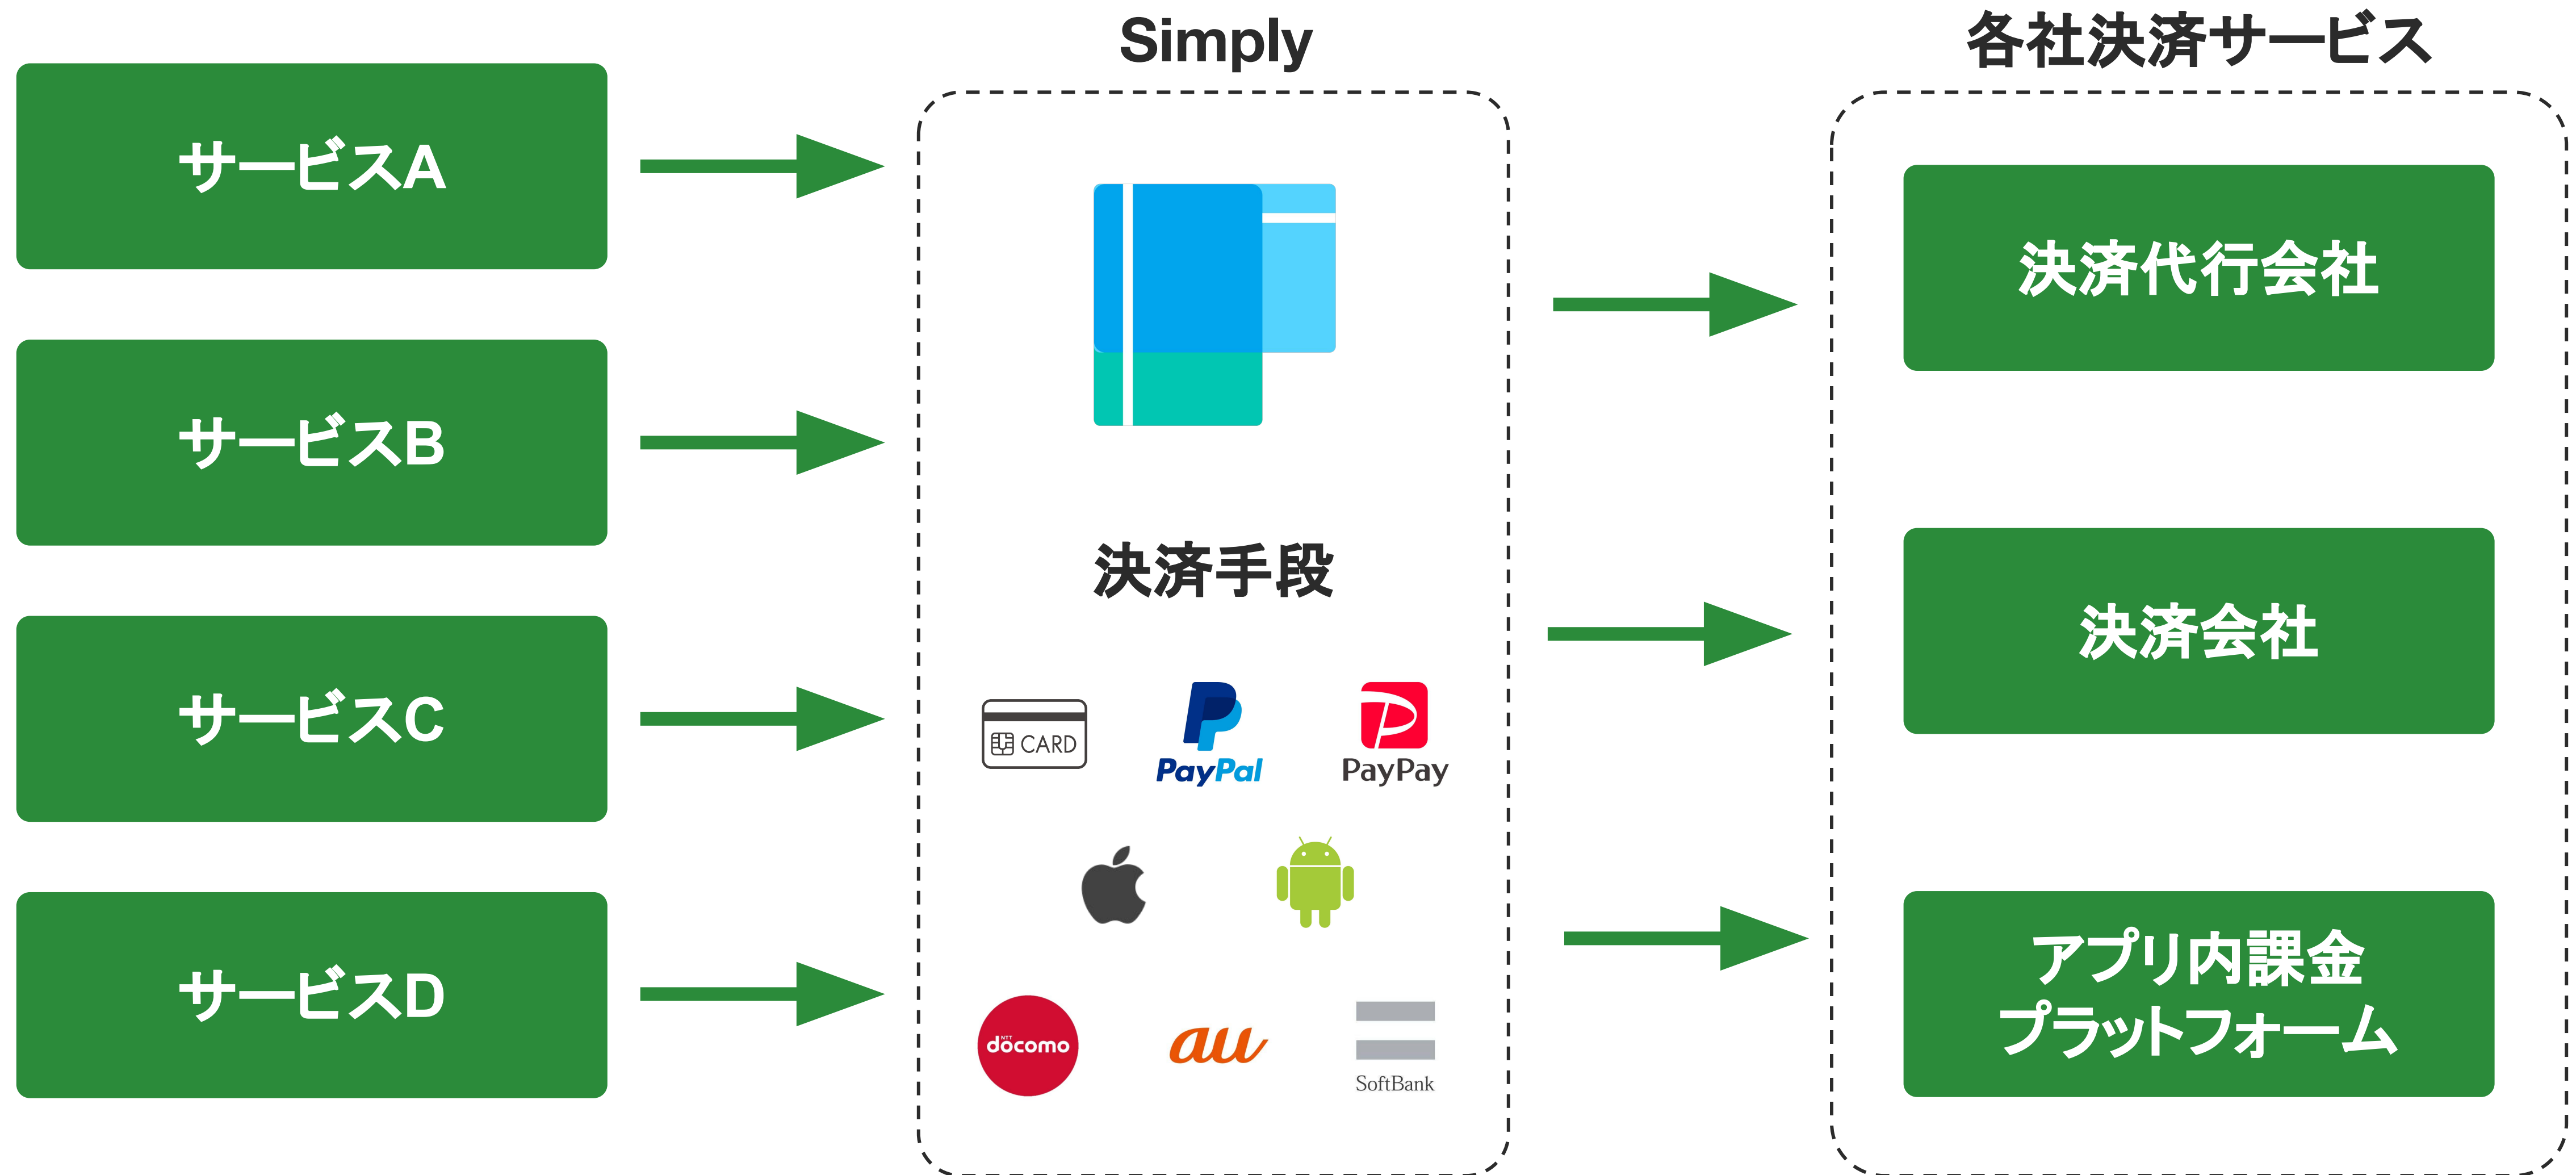 Simply
各社決済サービス
サービスA
サービスB
サービスC
サービスD
決済手段
CARD
PayPal
PayPay
NTT
docomo
au
SoftBank
決済代行会社
決済会社
アプリ内課金
プラットフォーム